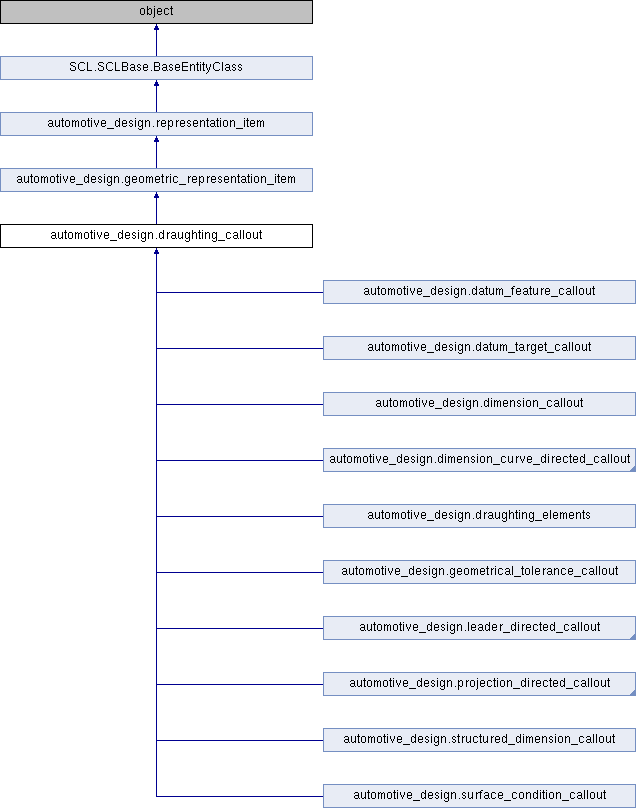 object
SCL.SCLBase.BaseEntityClass
automotive_design.representation_item
automotive_design.geometric_representation_item
automotive_design.draughting_callout
automotive_design.datum_feature_callout
automotive_design.datum_target_callout
automotive_design.dimension_callout
automotive_design.dimension_curve_directed_callout
automotive_design.draughting_elements
automotive_design.geometrical_tolerance_callout
automotive_design.leader_directed_callout
automotive_design.projection_directed_callout
automotive_design.structured_dimension_callout
automotive_design.surface_condition_callout